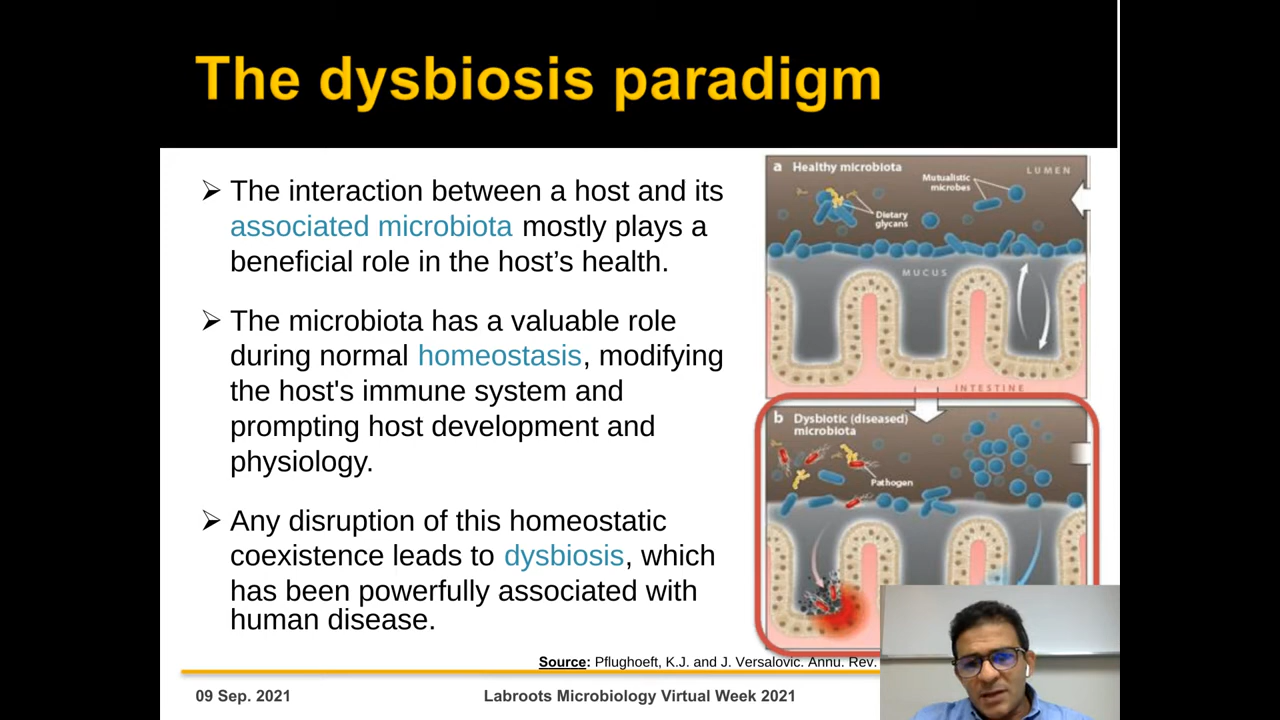 The dysbiosis paradigm
➢ The interaction between a host and its
associated microbiota mostly plays a
beneficial role in the host’s health.
➢ The microbiota has a valuable role
during normal homeostasis, modifying
the host's immune system and
prompting host development and
physiology.
➢ Any disruption of this homeostatic
coexistence leads to dysbiosis, which
has been powerfully associated with
human disease.
a Healthy microbiota
LUMEN
Mutualistic
microbes
Dietary
glycans
MUCUS
INTESTINE
b Dysbiotic (diseased)
microbiota
Pathogen
Source: Pflughoeft, K.J. and J. Versalovic. Annu. Rev.
09 Sep. 2021
Labroots Microbiology Virtual Week 2021